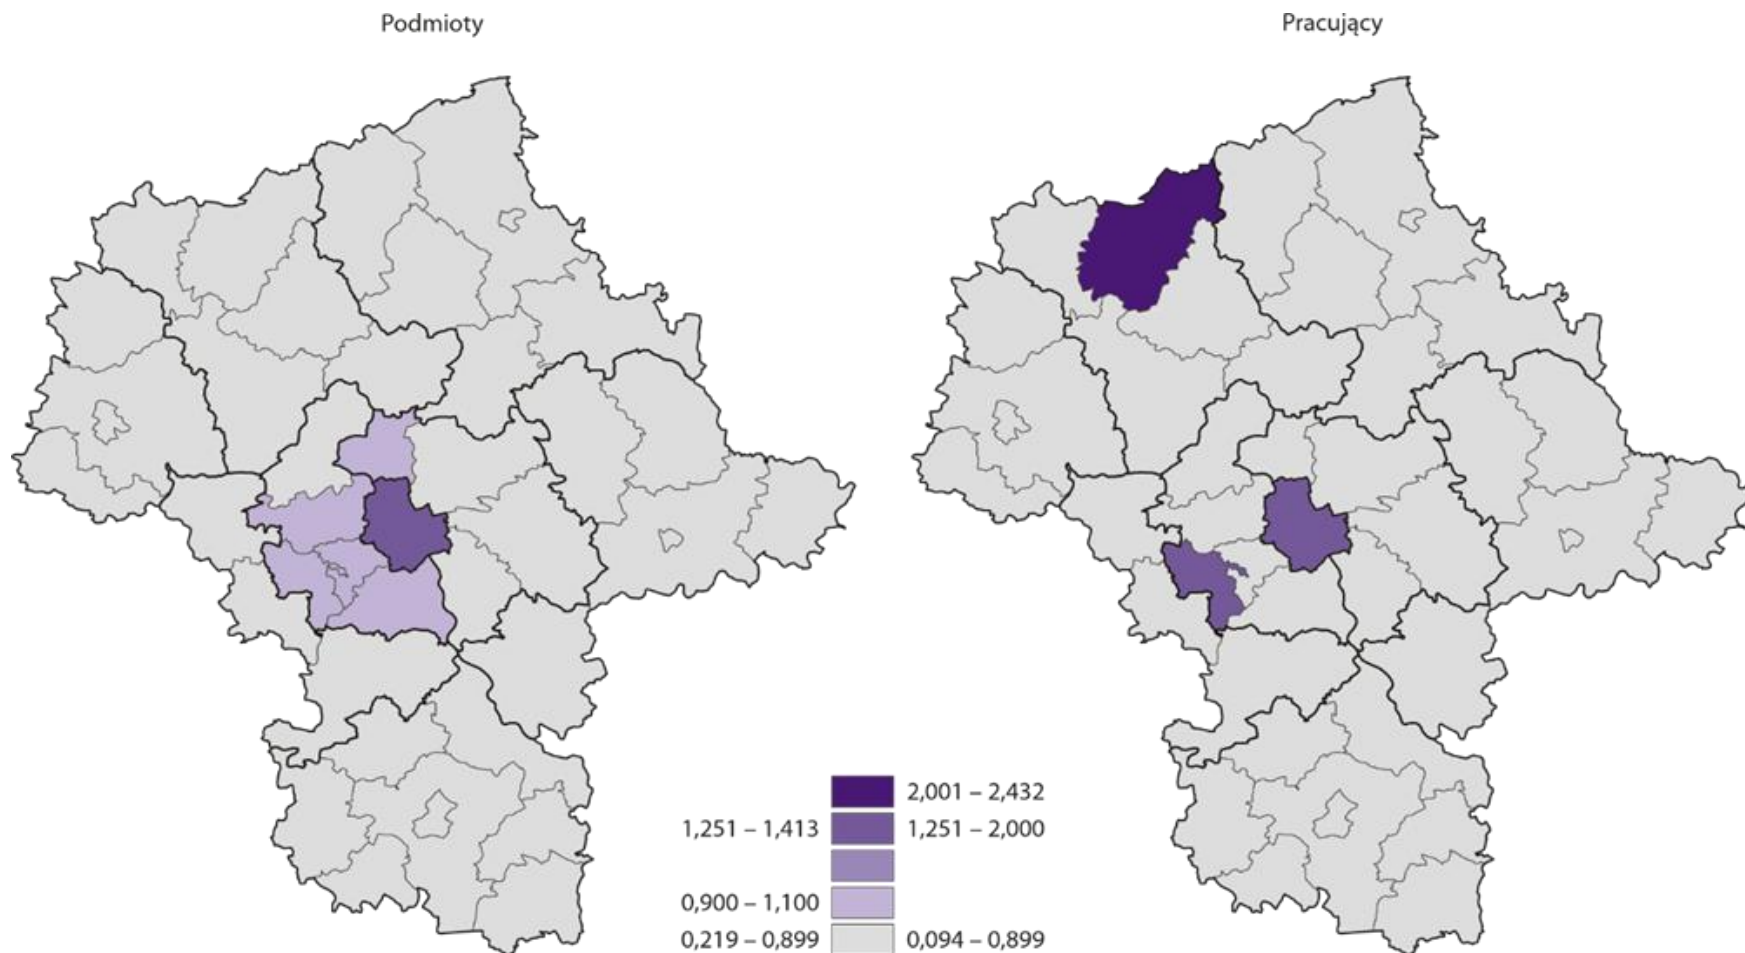 Podmioty
Pracujący
2,001 – 2,432
1,251 – 1,413
1,251 – 2,000
0,900 – 1,100
0,219 – 0,899
0,094 – 0,899